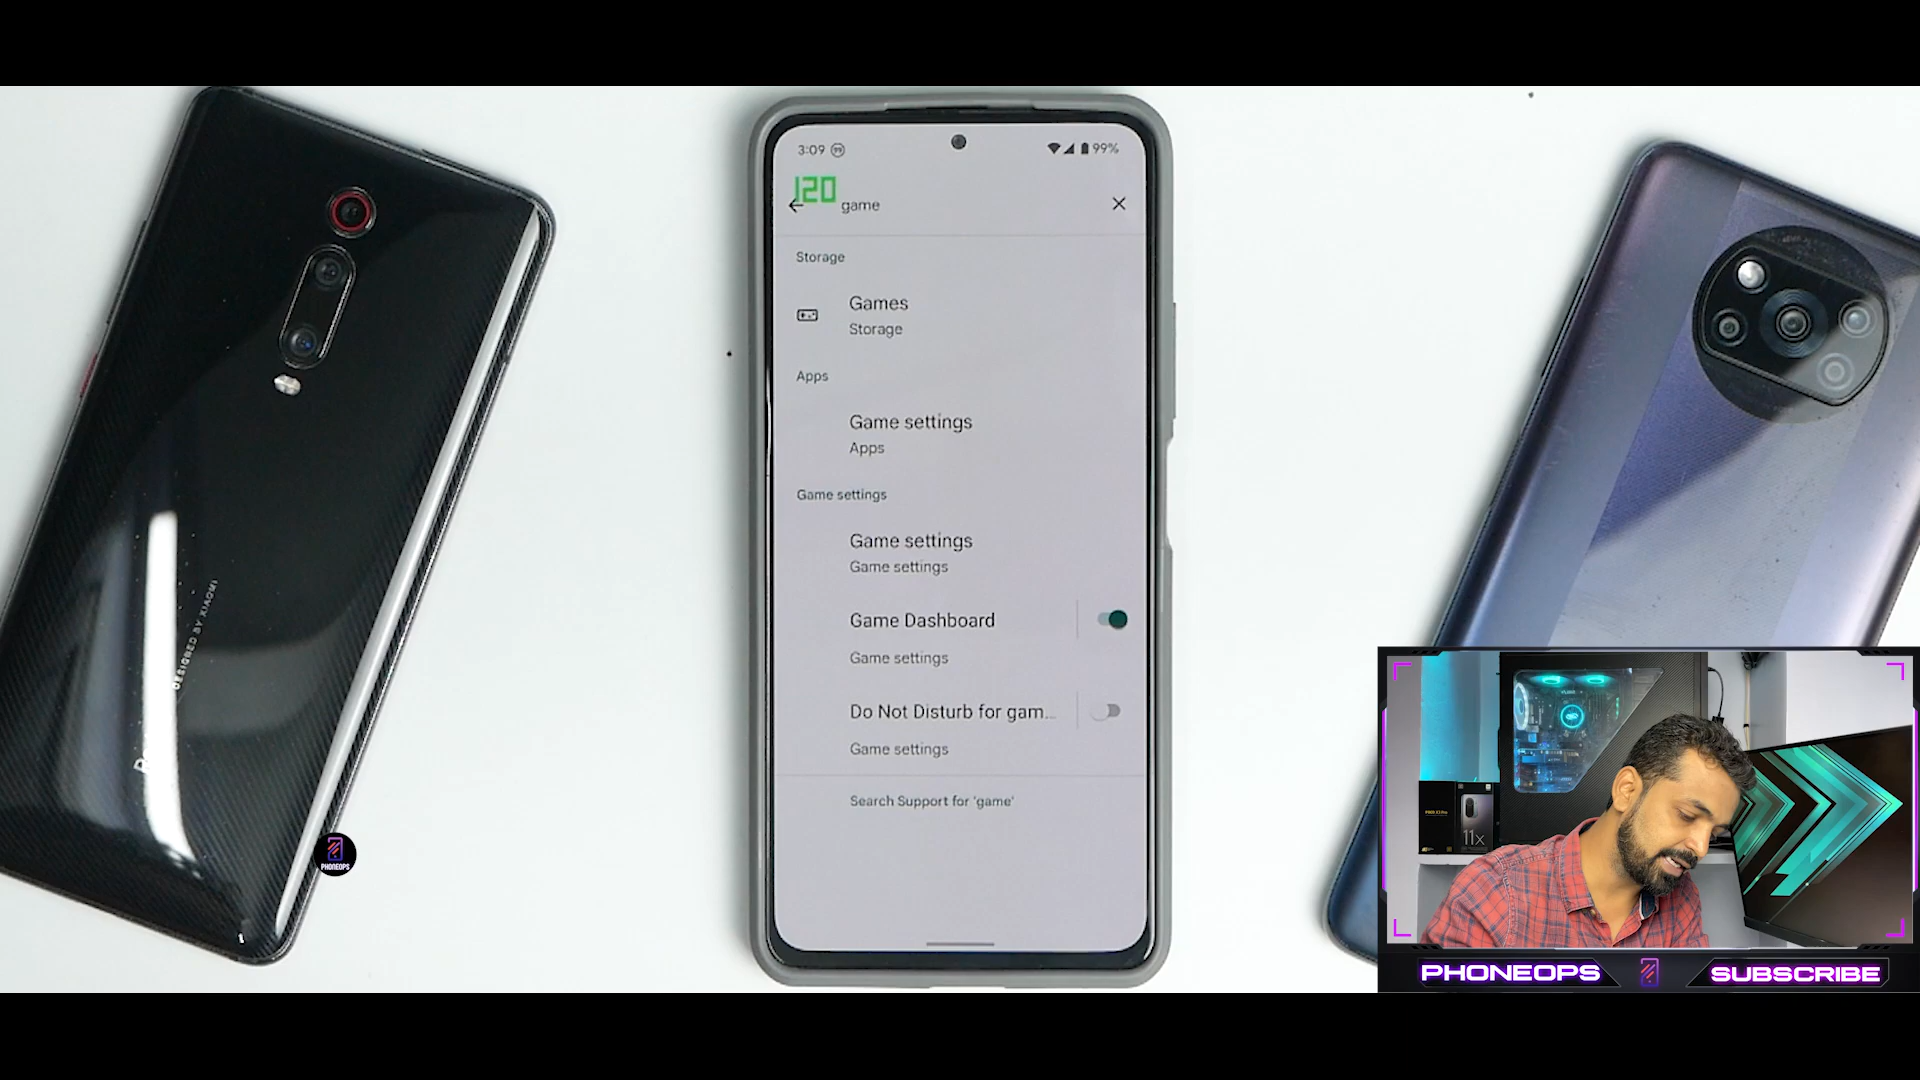 3:09
99%
120
game
Storage
Games
Storage
Apps
Game settings
Apps
Game settings
Game settings
Game settings
Game Dashboard
Game settings
Do Not Disturb for gam...
Game settings
Search Support for 'game'
DESIGNED BY XIAOMI
PHONEOPS
11x
PHONEOPS
SUBSCRIBE